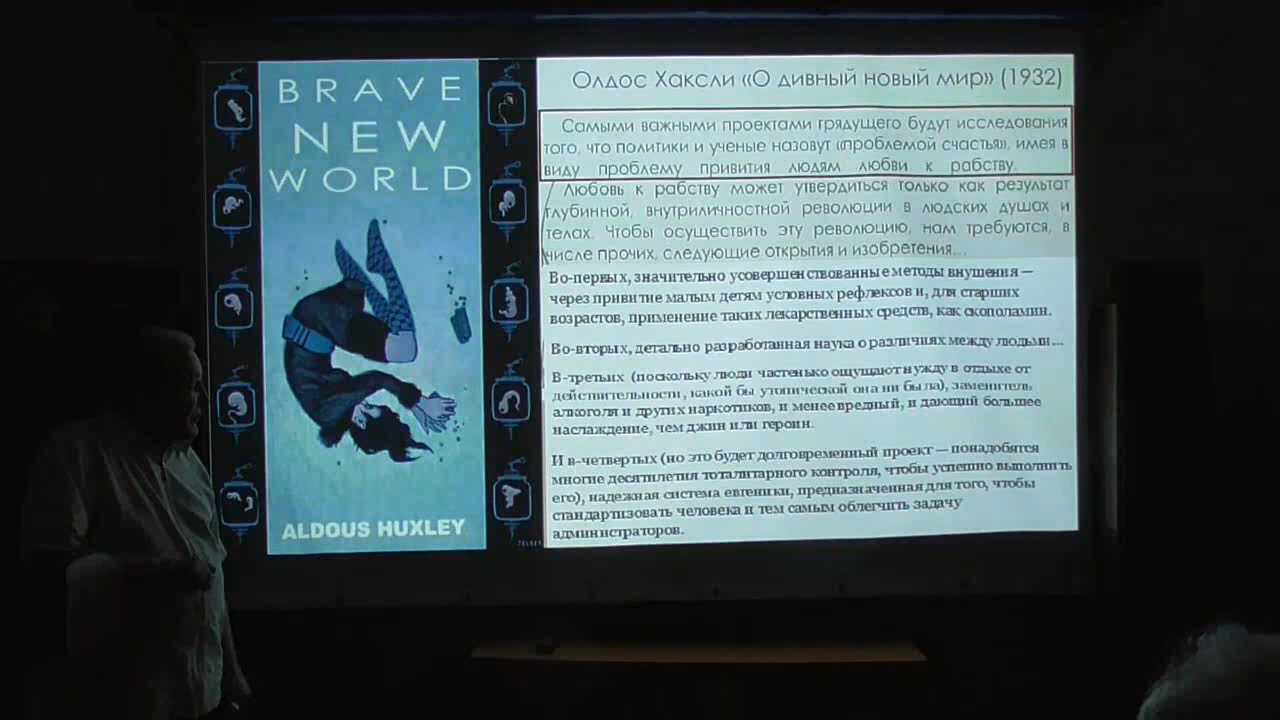 BRAVE
NEW
WORLD
ALDOUS HUXLEY
Олдос Хаксли «О дивный новый мир» (1932)
Самыми важными проектами грядущего будут исследования
того, что политики и ученые назовут «проблемой счастья», имея в
виду проблему привития людям любви к рабству.
Любовь к рабству может утвердиться только как результат
глубинной, внутриличностной революции в людских душах и
телах. Чтобы осуществить эту революцию, нам требуются, в
числе прочих, следующие открытия и изобретения...
Во-первых, значительно усовершенствованные методы внушения —
через привитие малым детям условных рефлексов и, для старших
возрастов, применение таких лекарственных средств, как скополамин.
Во-вторых, детально разработанная наука о различиях между людьми...
В-третьих (поскольку люди частенько ощущают нужду в отдыхе от
действительности, какой бы утопической она ни была), заменитель
алкоголя и других наркотиков, и менее вредный, и дающий большее
наслаждение, чем джин или героин.
И в-четвертых (но это будет долговременный проект — понадобятся
многие десятилетия тоталитарного контроля, чтобы успешно выполнить
его), надежная система евгеники, предназначенная для того, чтобы
стандартизовать человека и тем самым облегчить задачу
администраторов.